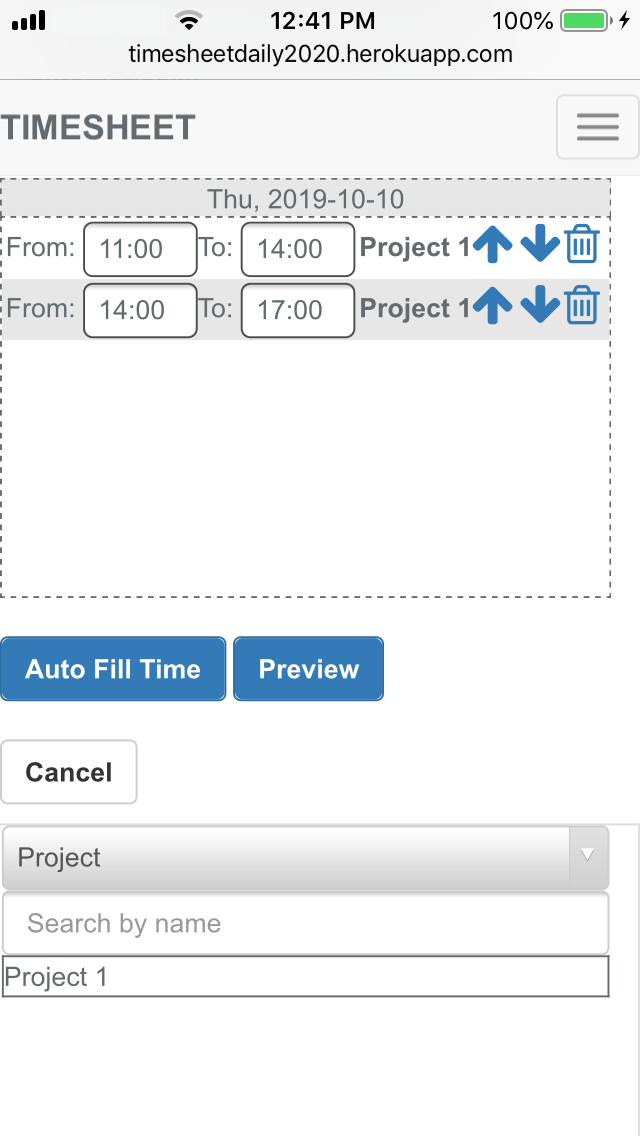 12:41 PM 100%
timesheetdaily2020.herokuapp.com
TIMESHEET
Thu, 2019-10-10
From: 11:00 To: 14:00 Project 1
From: 14:00 To: 17:00 Project 1
Auto Fill Time Preview
Cancel
Project
Search by name
Project 1